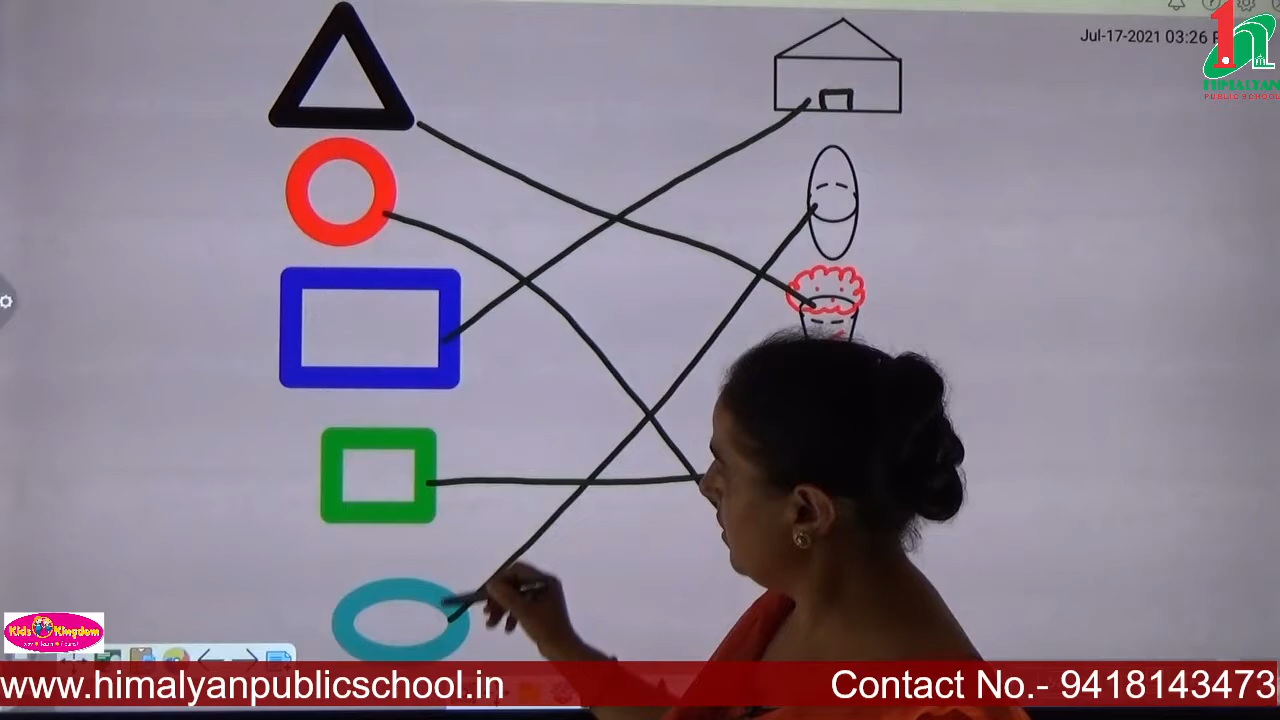 Jul-17-2021 03:26 P
HIMALYAN
PUBLIC SCHOOL
Kids Kingdom
www.himalyanpublicschool.in
Contact No.- 9418143473